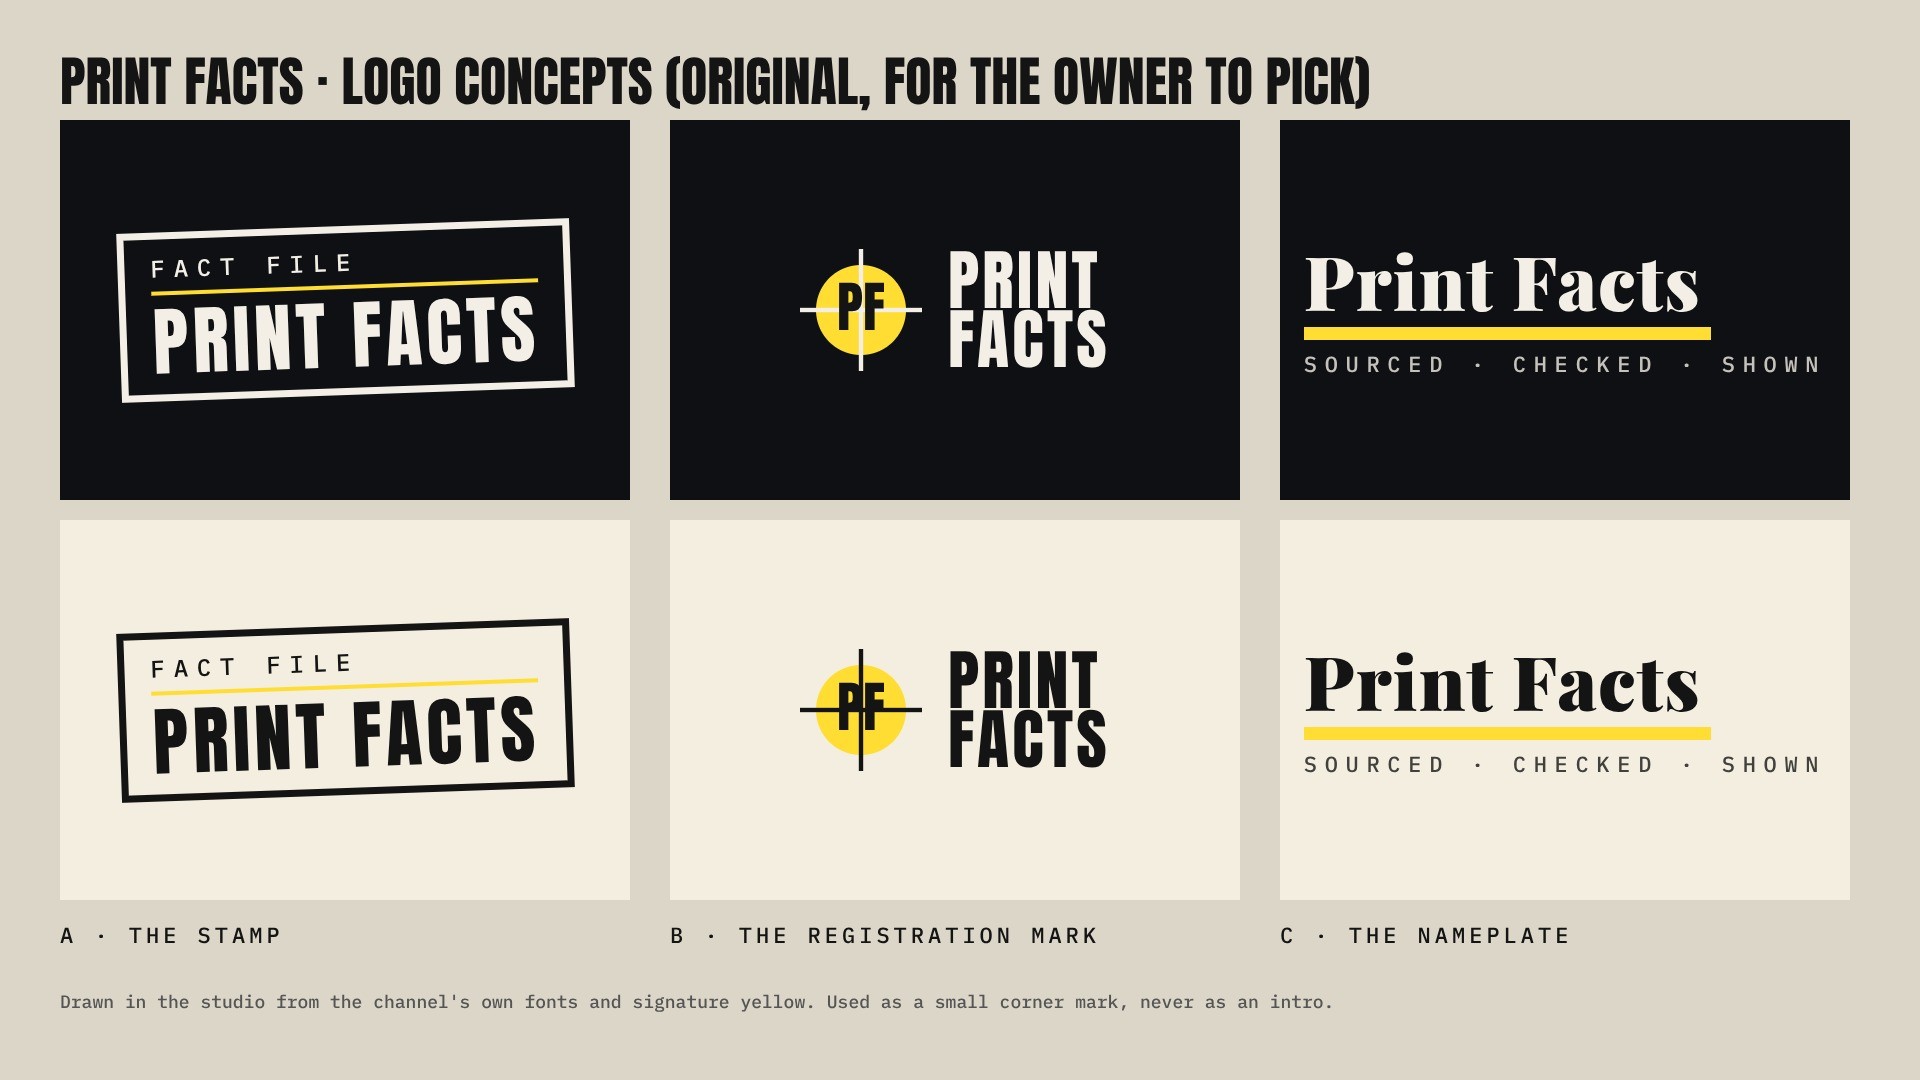 PRINT FACTS · LOGO CONCEPTS (ORIGINAL, FOR THE OWNER TO PICK)
FACT FILE
PRINT FACTS
PF
PRINT
FACTS
Print Facts
SOURCED · CHECKED · SHOWN
FACT FILE
PRINT FACTS
PF
PRINT
FACTS
Print Facts
SOURCED · CHECKED · SHOWN
A · THE STAMP
B · THE REGISTRATION MARK
C · THE NAMEPLATE
Drawn in the studio from the channel's own fonts and signature yellow. Used as a small corner mark, never as an intro.